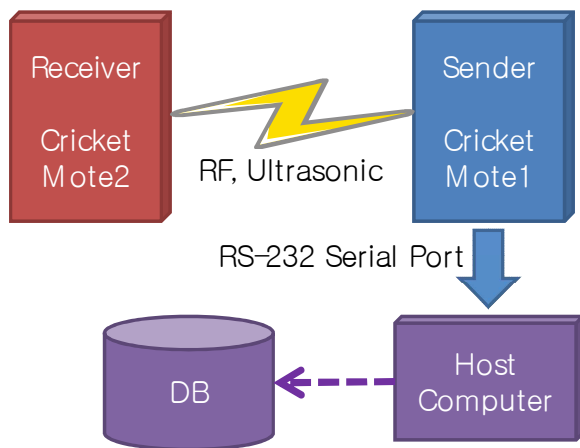 Receiver
Cricket
Mote2
Sender
Cricket
Mote1
RF, Ultrasonic
RS-232 Serial Port
DB
Host
Computer